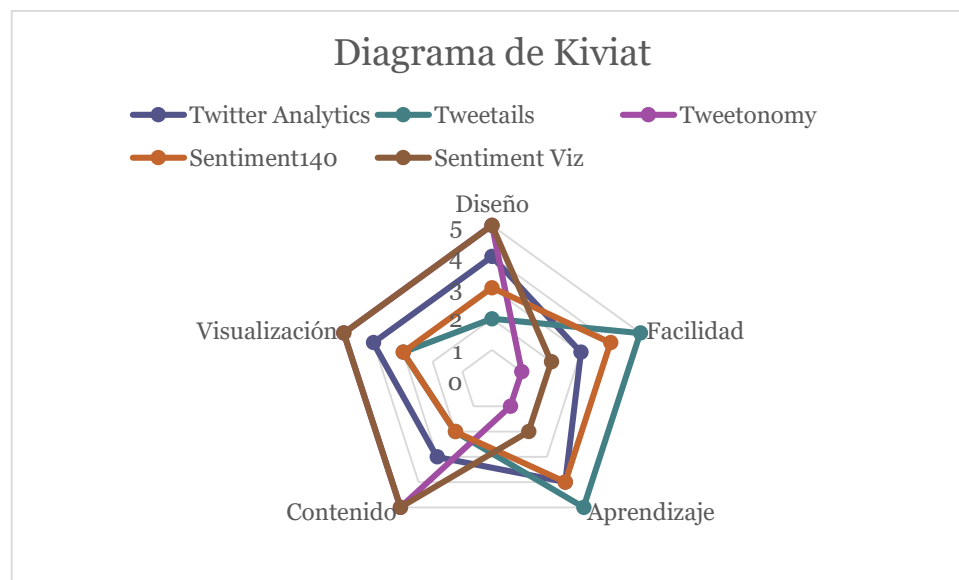 Diagrama de Kiviat
Twitter Analytics
Tweetails
Tweetonomy
Sentiment140
Sentiment Viz
Diseño
5
4
3
2
1
0
Visualización
Facilidad
Contenido
Aprendizaje